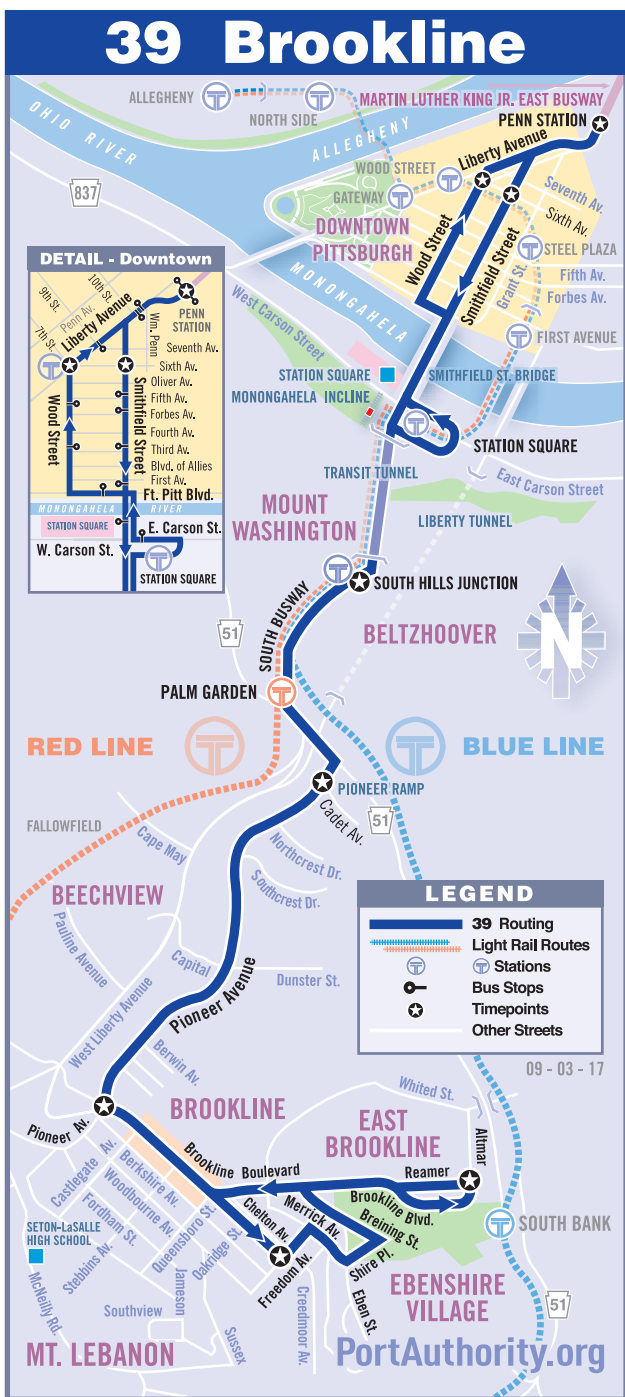 39 Brookline
ALLEGHENY
NORTH SIDE
MARTIN LUTHER KING JR. EAST BUSWAY
PENN STATION
OHIO RIVER
ALLEGHENY
Liberty Avenue
WOOD STREET
837
GATEWAY
Seventh Av.
Sixth Av.
DOWNTOWN
PITTSBURGH
Wood Street
Smithfield Street
Grant St.
STEEL PLAZA
Fifth Av.
Forbes Av.
MONONGAHELA
FIRST AVENUE
West Carson Street
STATION SQUARE
SMITHFIELD ST. BRIDGE
MONONGAHELA INCLINE
STATION SQUARE
TRANSIT TUNNEL
East Carson Street
LIBERTY TUNNEL
DETAIL - Downtown
10th St.
9th St.
Penn Av.
7th St.
Liberty Avenue
PENN
STATION
Wm. Penn
Seventh Av.
Sixth Av.
Oliver Av.
Fifth Av.
Forbes Av.
Fourth Av.
Third Av.
Blvd. of Allies
First Av.
Wood Street
Smithfield Street
Ft. Pitt Blvd.
MONONGAHELA RIVER
STATION SQUARE
E. Carson St.
W. Carson St.
STATION SQUARE
MOUNT
WASHINGTON
SOUTH HILLS JUNCTION
SOUTH BUSWAY
51
BELTZHOOVER
N
PALM GARDEN
RED LINE
BLUE LINE
PIONEER RAMP
Cadet Av.
51
FALLOWFIELD
Cape May
Northcrest Dr.
Southcrest Dr.
BEECHVIEW
Pauline Avenue
Capital
Dunster St.
Pioneer Avenue
West Liberty Avenue
Berwin Av.
LEGEND
39 Routing
Light Rail Routes
T Stations
Bus Stops
Timepoints
Other Streets
09 - 03 - 17
Whited St.
Pioneer Av.
BROOKLINE
EAST
BROOKLINE
Altmar
Reamer
Brookline Boulevard
Brookline Blvd.
Castlegate Av.
Berkshire Av.
Woodbourne Av.
Fordham St.
Stebbins Av.
Queensboro St.
Oakridge St.
Chelton Av.
Merrick Av.
Breining St.
Shire Pl.
Freedom Av.
Eben St.
SOUTH BANK
SETON-LaSALLE
HIGH SCHOOL
McNeilly Rd.
Jameson
Southview
Sussex
Creedmoor Av.
EBENSHIRE
VILLAGE
51
MT. LEBANON
PortAuthority.org